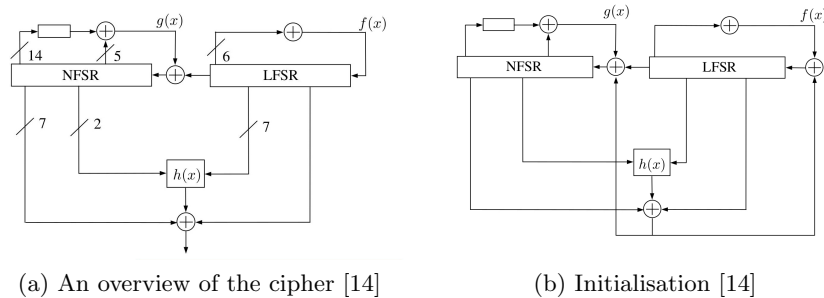 g(x)
f(x)
14
5
6
NFSR
LFSR
7
2
7
h(x)
(a) An overview of the cipher [14]
g(x)
f(x)
NFSR
LFSR
h(x)
(b) Initialisation [14]